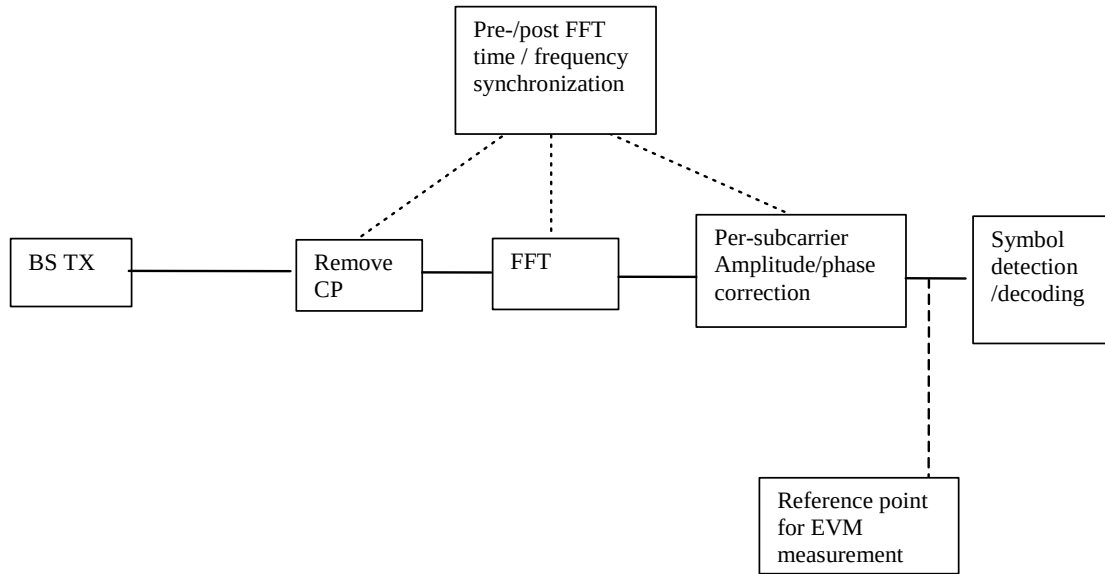 Pre-/post FFT
time / frequency
synchronization
BS TX
Remove
CP
FFT
Per-subcarrier
Amplitude/phase
correction
Symbol
detection
/decoding
Reference point
for EVM
measurement